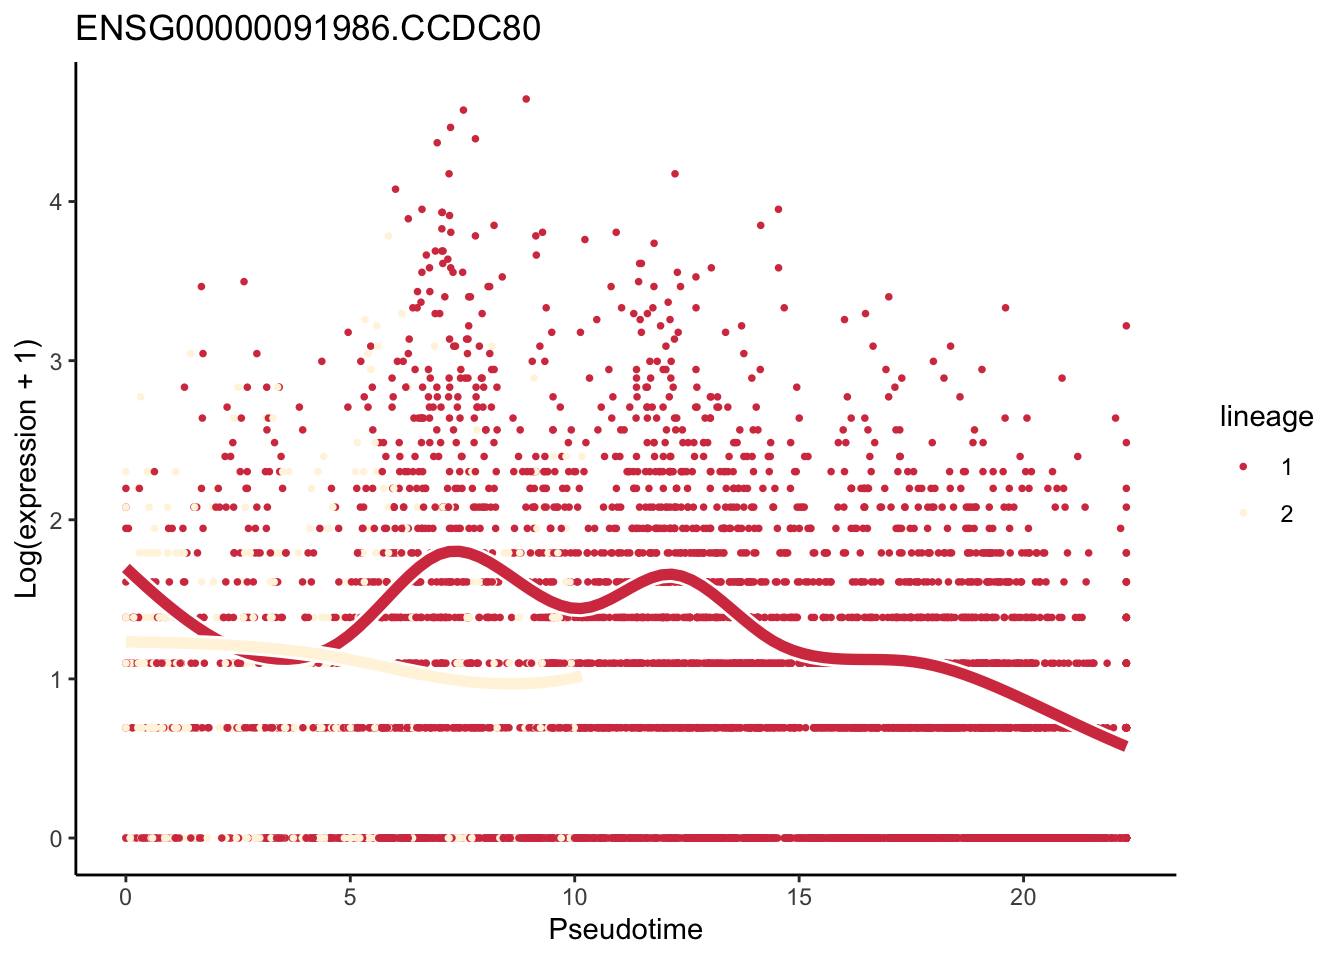 ENSG00000091986.CCDC80
Log(expression + 1)
4
3
2
1
0
0 5 10 15 20
Pseudotime
lineage
1
2